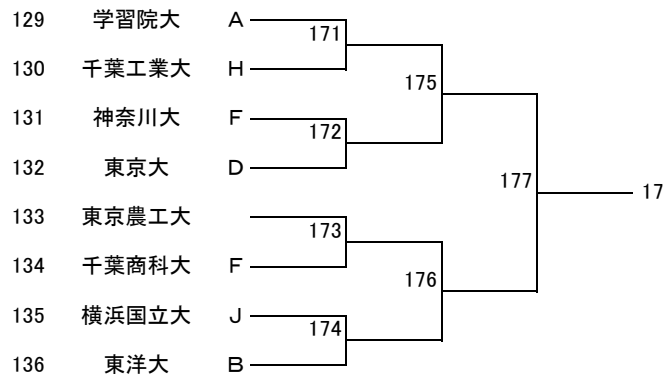 129 学習院大 A
171
130 千葉工業大 H
175
131 神奈川大 F
172
132 東京大 D
177
17
133 東京農工大
173
134 千葉商科大 F
176
135 横浜国立大 J
174
136 東洋大 B